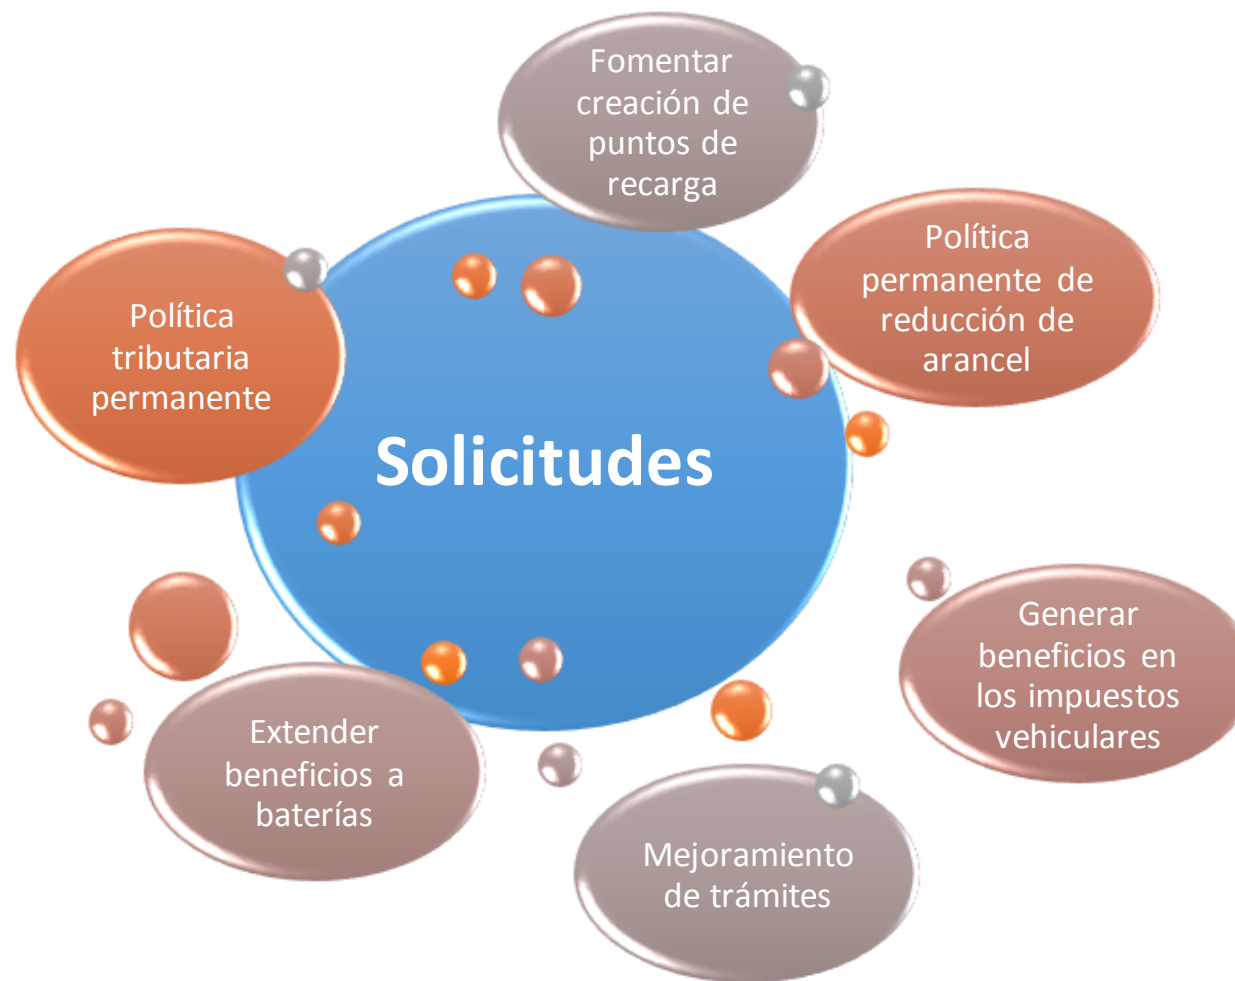 Fomentar
creación de
puntos de
recarga
Política
permanente de
reducción de
arancel
Política
tributaria
permanente
Solicitudes
Generar
beneficios en
los impuestos
vehiculares
Extender
beneficios a
baterías
Mejoramiento
de trámites